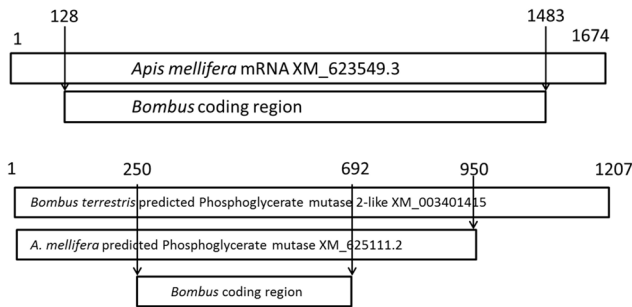 128 1483
1 1674
Apis mellifera mRNA XM_623549.3
Bombus coding region
1 250 692 950 1207
Bombus terrestris predicted Phosphoglycerate mutase 2-like XM_003401415
A. mellifera predicted Phosphoglycerate mutase XM_625111.2
Bombus coding region